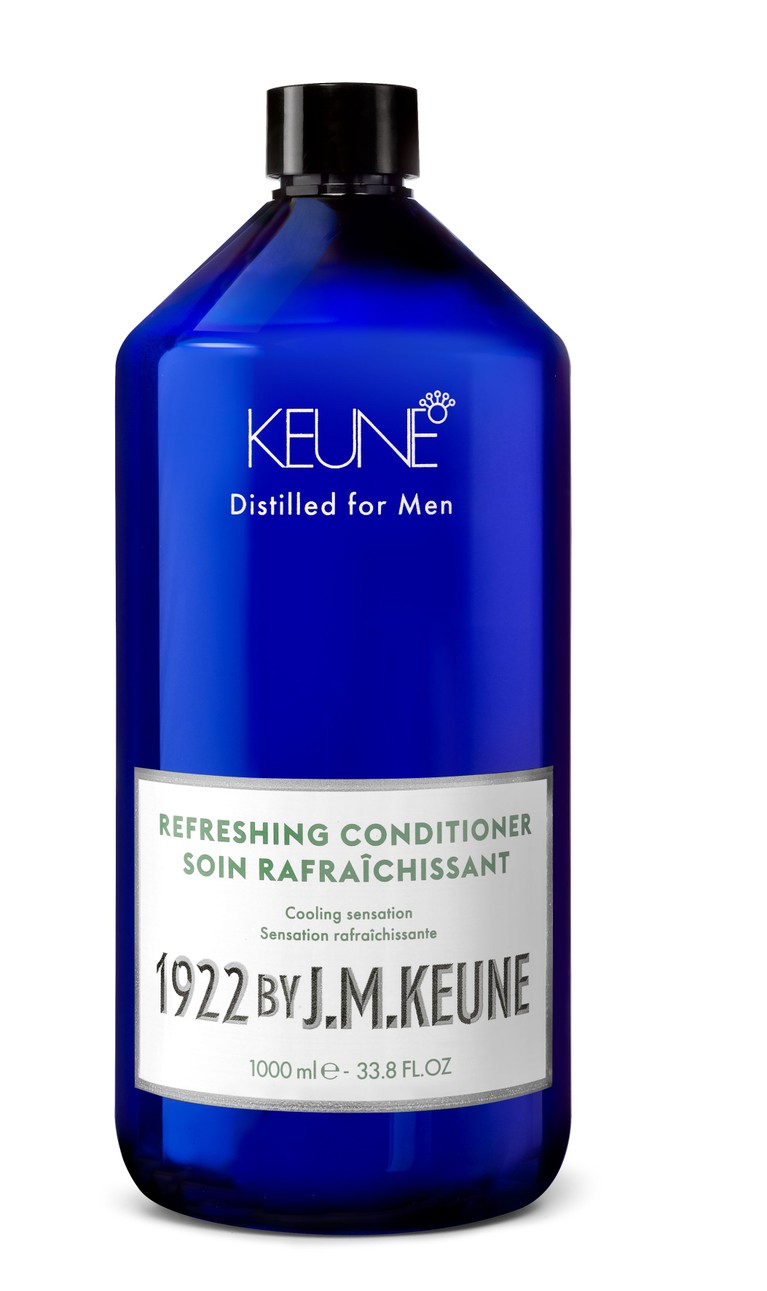 KEUNE
Distilled for Men
REFRESHING CONDITIONER
SOIN RAFRAÎCHISSANT
Cooling sensation
Sensation rafraîchissante
1922 BY J.M.KEUNE
1000 ml ℮ - 33.8 FL.OZ